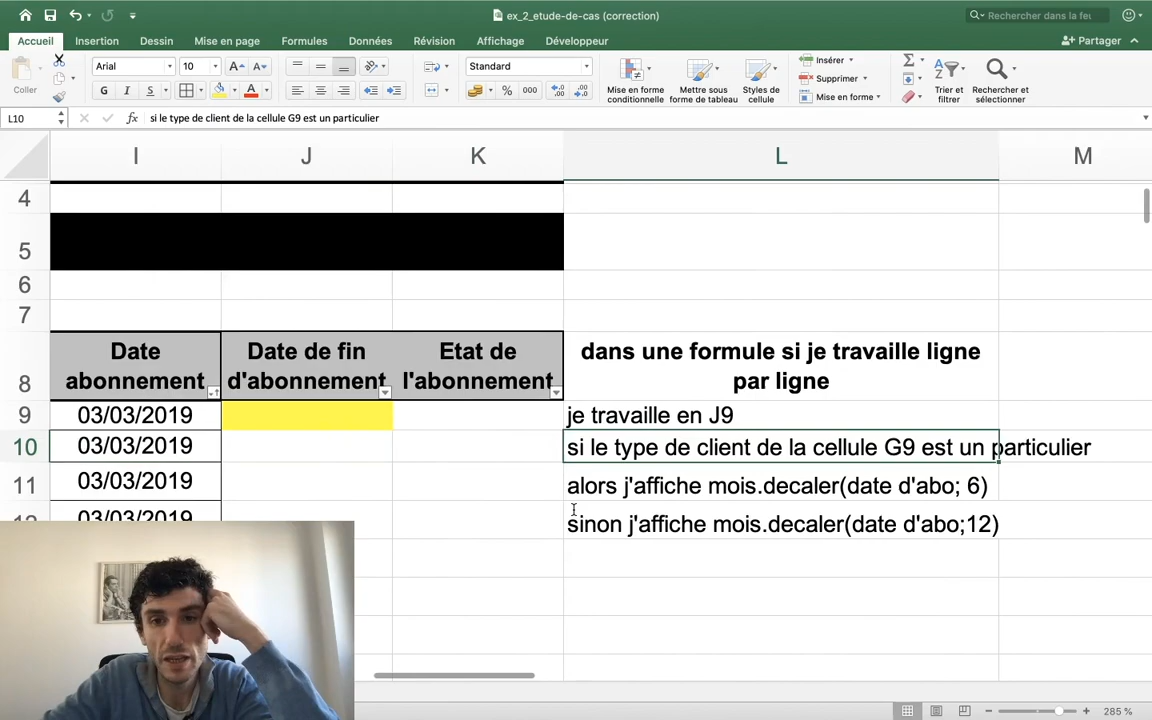 ex_2_etude-de-cas (correction)
Rechercher dans la feu
Accueil Insertion Dessin Mise en page Formules Données Révision Affichage Développeur
Partager
Coller
Arial 10
Standard
G I S
A
% 000
Mise en forme conditionnelle
Mettre sous forme de tableau
Styles de cellule
Insérer
Supprimer
Mise en forme
Trier et filtrer
Rechercher et sélectionner
L10 fx si le type de client de la cellule G9 est un particulier
I J K L M
4
5
6
7
8 Date abonnement Date de fin d'abonnement Etat de l'abonnement dans une formule si je travaille ligne par ligne
9 03/03/2019 je travaille en J9
10 03/03/2019 si le type de client de la cellule G9 est un particulier
11 03/03/2019 alors j'affiche mois.decaler(date d'abo; 6)
12 03/03/2019 sinon j'affiche mois.decaler(date d'abo;12)
285 %